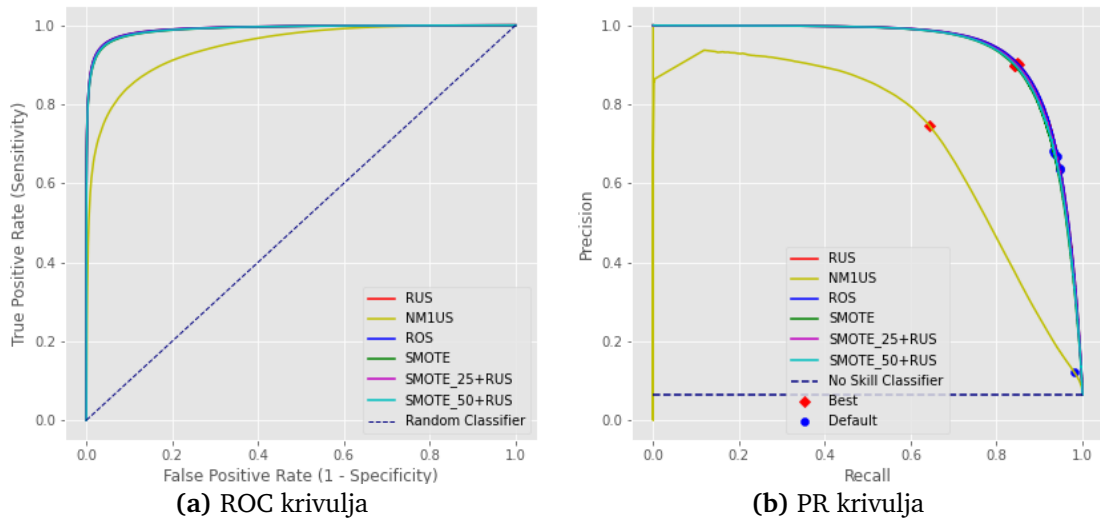 1.0
0.8
0.6
0.4
0.2
0.0
True Positive Rate (Sensitivity)
RUS
NM1US
ROS
SMOTE
SMOTE_25+RUS
SMOTE_50+RUS
Random Classifier
0.0 0.2 0.4 0.6 0.8 1.0
False Positive Rate (1 - Specificity)
(a) ROC krivulja
1.0
0.8
0.6
0.4
0.2
0.0
Precision
RUS
NM1US
ROS
SMOTE
SMOTE_25+RUS
SMOTE_50+RUS
No Skill Classifier
Best
Default
0.0 0.2 0.4 0.6 0.8 1.0
Recall
(b) PR krivulja